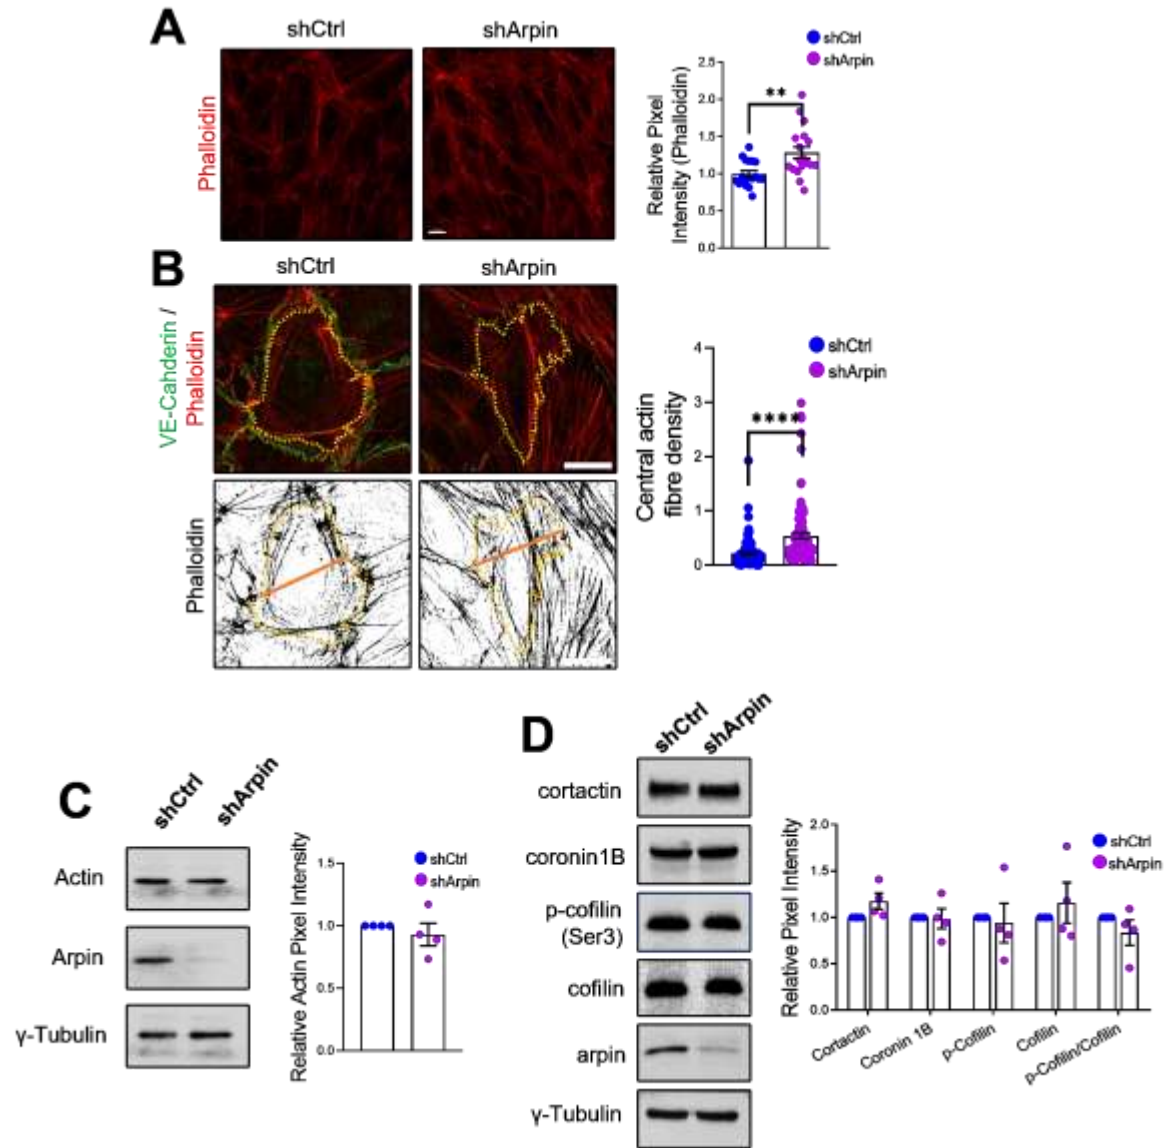 A
shCtrl
shArpin
Phalloidin
shCtrl
shArpin
Relative Pixel
Intensity (Phalloidin)
2.5
2.0
1.5
1.0
0.5
0.0
**
B
shCtrl
shArpin
VE-Cahderin /
Phalloidin
Phalloidin
shCtrl
shArpin
Central actin
fibre density
4
3
2
1
0
****
C
shCtrl
shArpin
Actin
Arpin
γ-Tubulin
shCtrl
shArpin
Relative Actin Pixel Intensity
1.5
1.0
0.5
0.0
D
shCtrl
shArpin
cortactin
coronin1B
p-cofilin
(Ser3)
cofilin
arpin
γ-Tubulin
shCtrl
shArpin
Relative Pixel Intensity
2.0
1.5
1.0
0.5
0.0
Cortactin
Coronin 1B
p-Cofilin
Cofilin
p-Cofilin/Cofilin